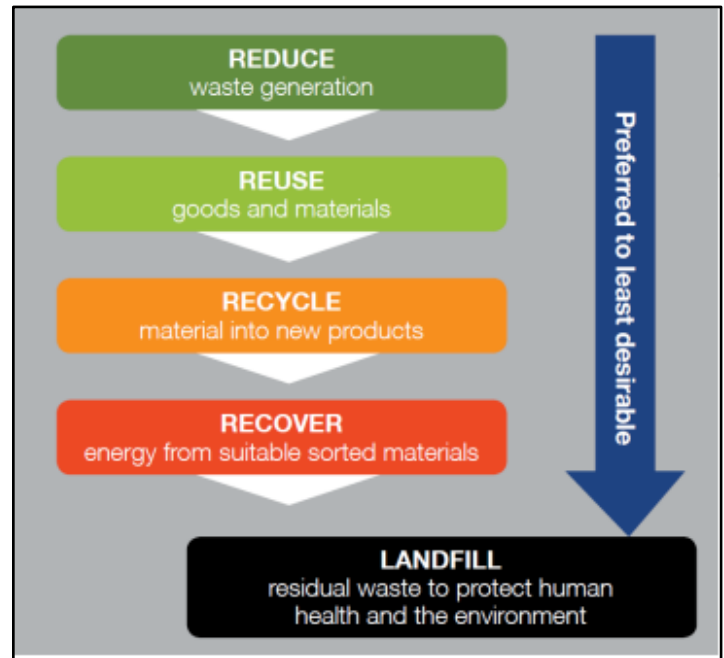 REDUCE
waste generation
REUSE
goods and materials
RECYCLE
material into new products
RECOVER
energy from suitable sorted materials
LANDFILL
residual waste to protect human
health and the environment
Preferred to least desirable